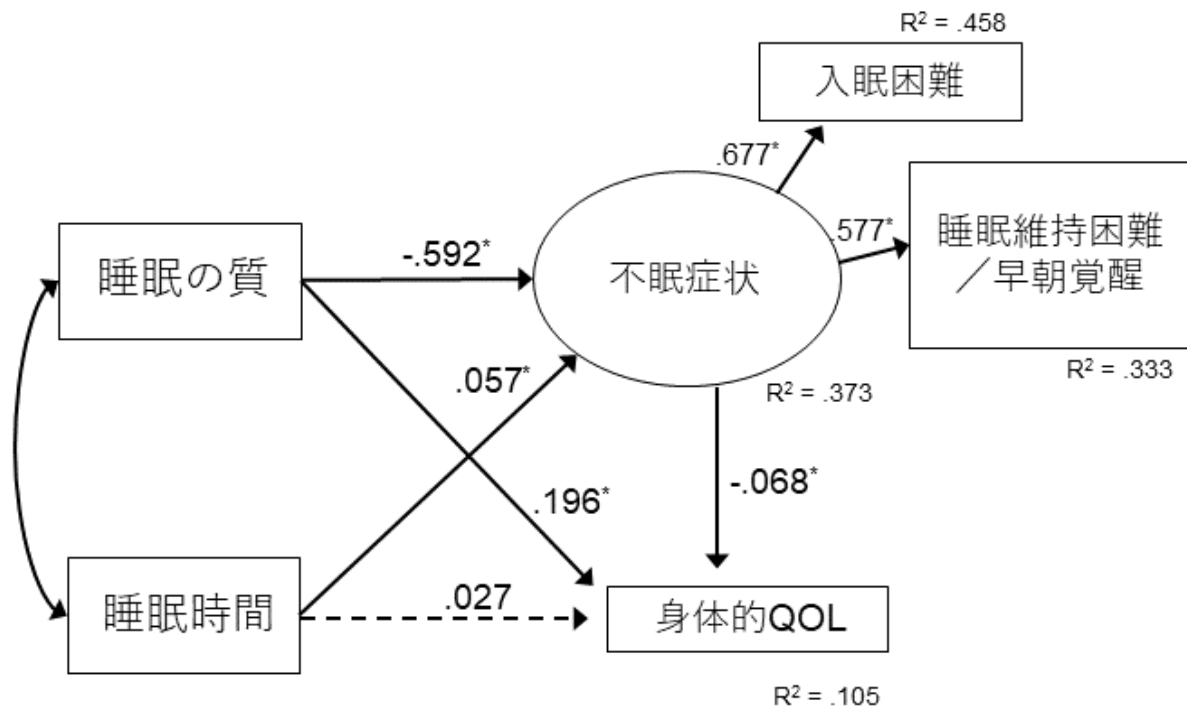 R² = .458
入眠困難
.677*
睡眠維持困難
／早朝覚醒
.577*
R² = .333
睡眠の質
-.592*
不眠症状
R² = .373
.057*
.196*
-.068*
睡眠時間
.027
身体的QOL
R² = .105